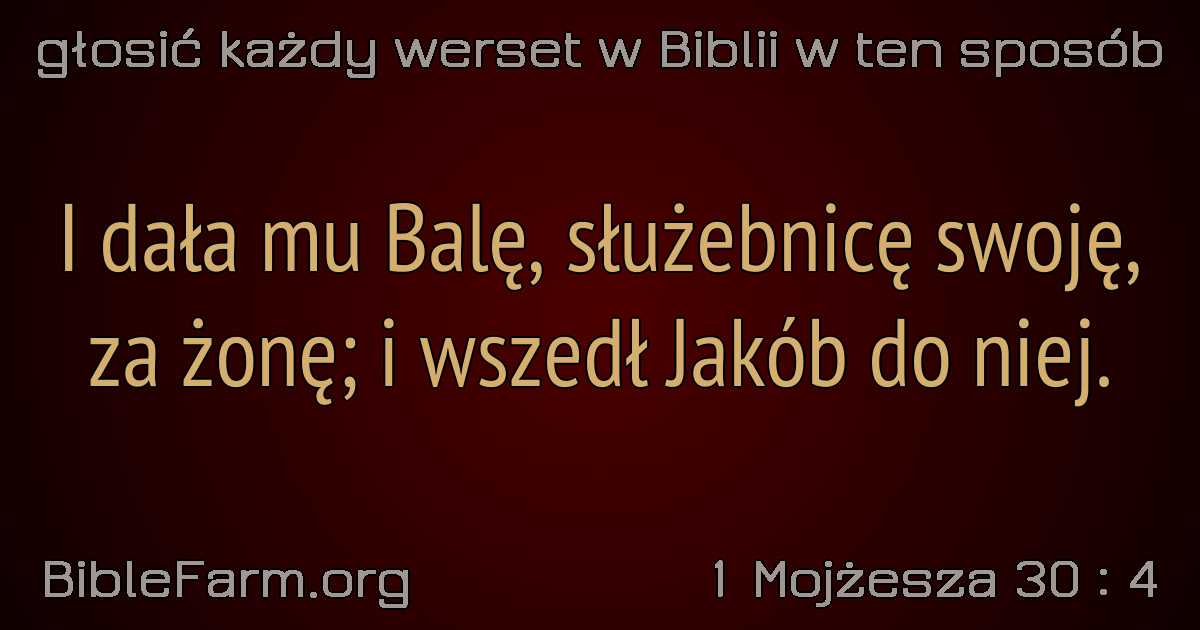 głosić każdy werset w Biblii w ten sposób
I dała mu Balę, służebnicę swoję,
za żonę; i wszedł Jakób do niej.
BibleFarm.org
1 Mojżesza 30 : 4